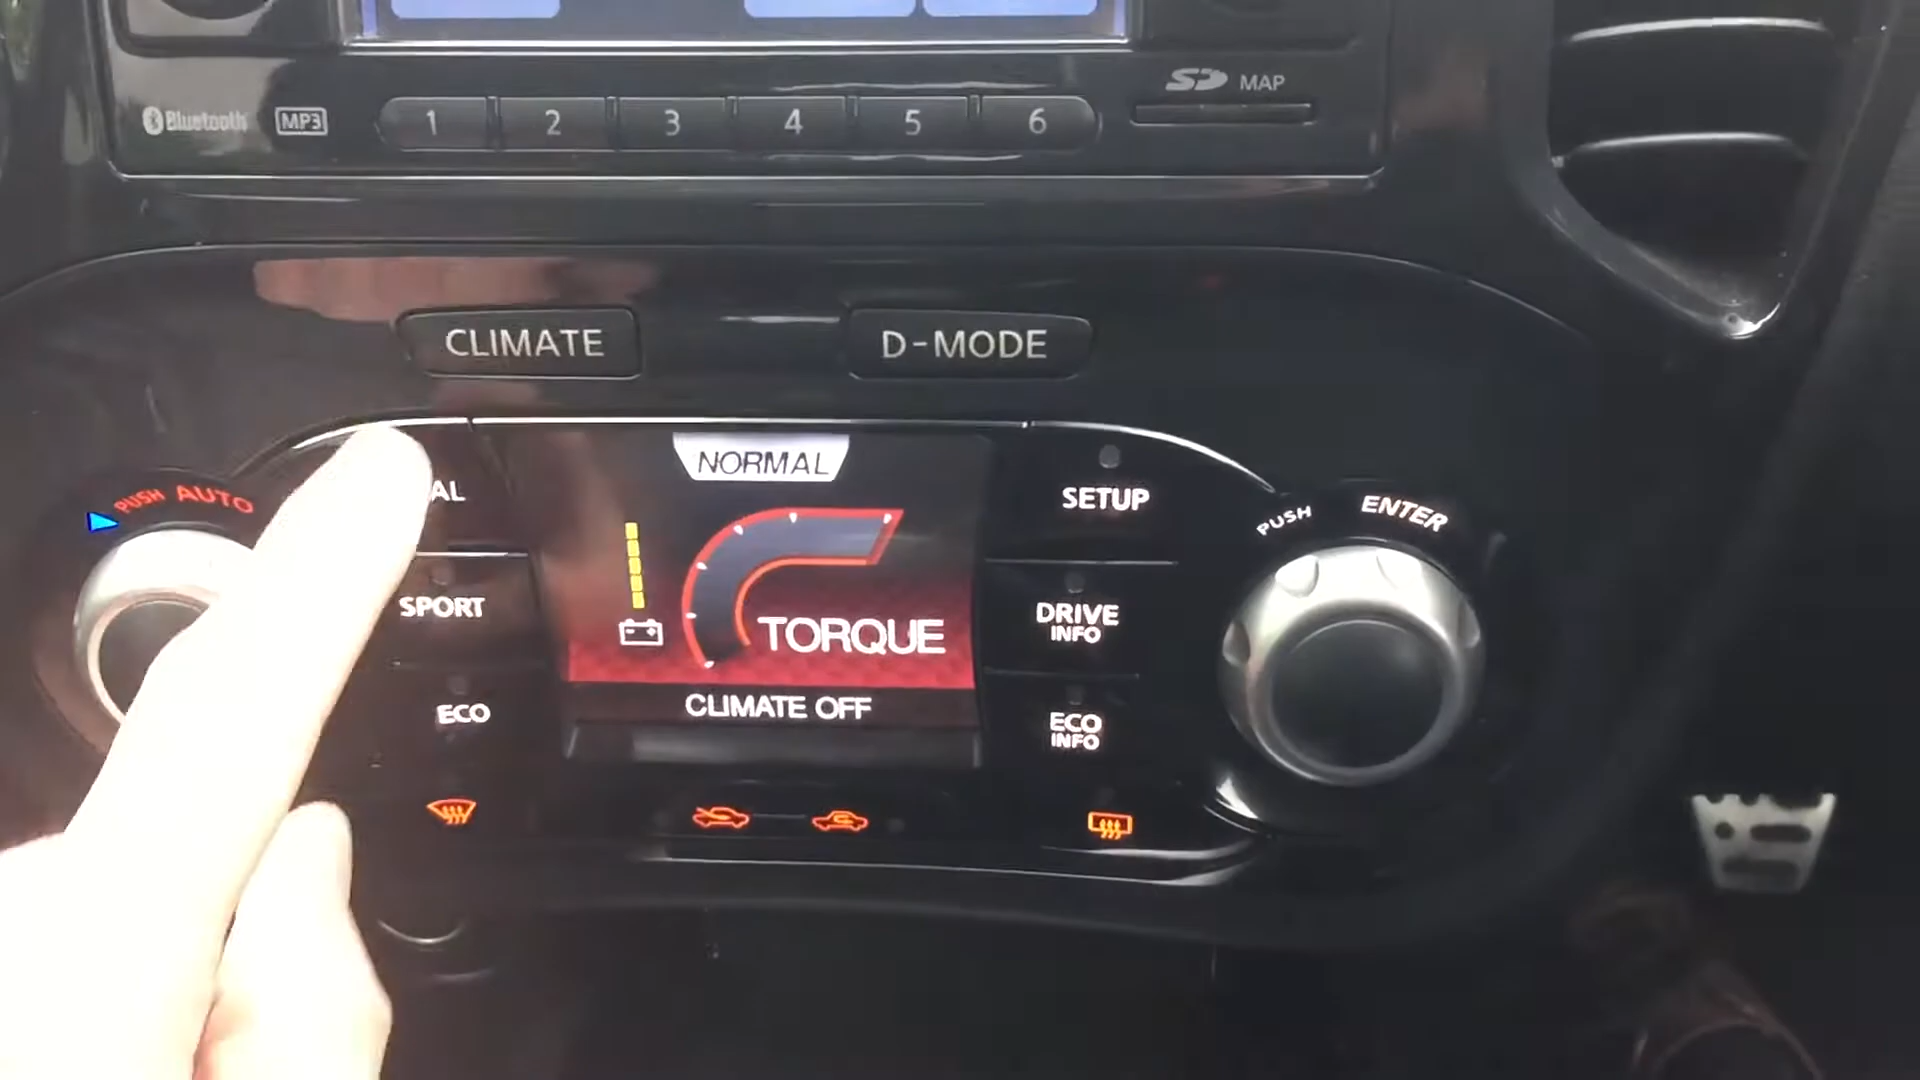 SD MAP
Bluetooth MP3 1 2 3 4 5 6
CLIMATE D-MODE
NORMAL
PUSH AUTO
AL
SETUP
PUSH ENTER
SPORT
DRIVE
INFO
TORQUE
ECO
CLIMATE OFF
ECO
INFO